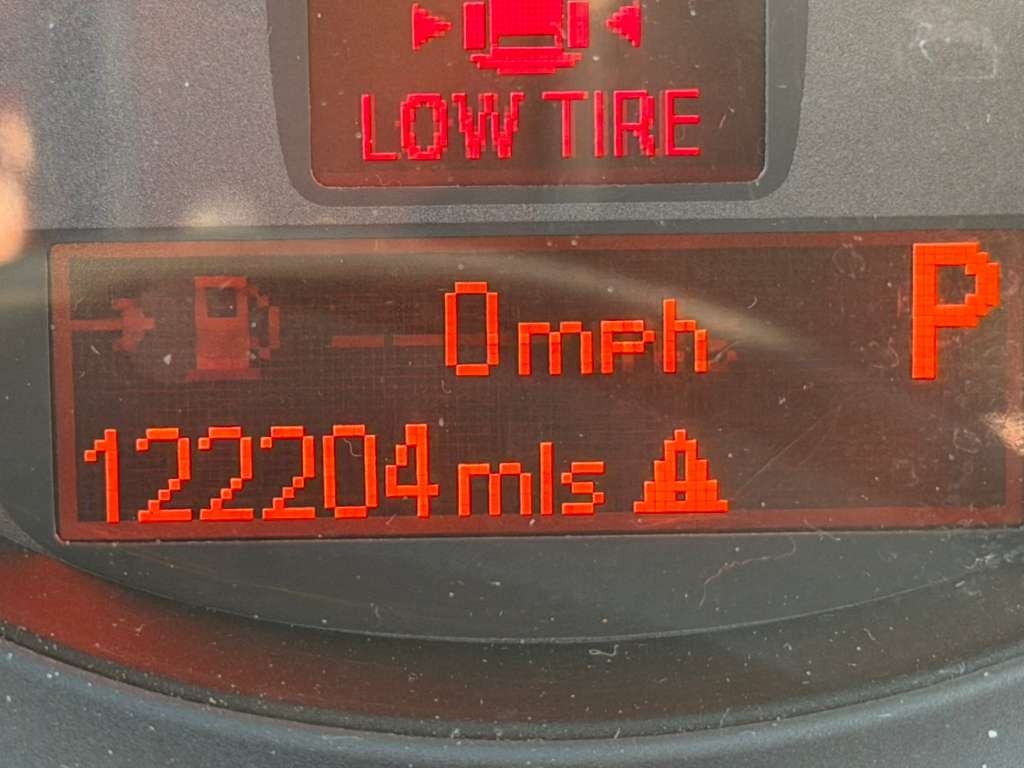 LOW TIRE
0 mph P
122204 mls